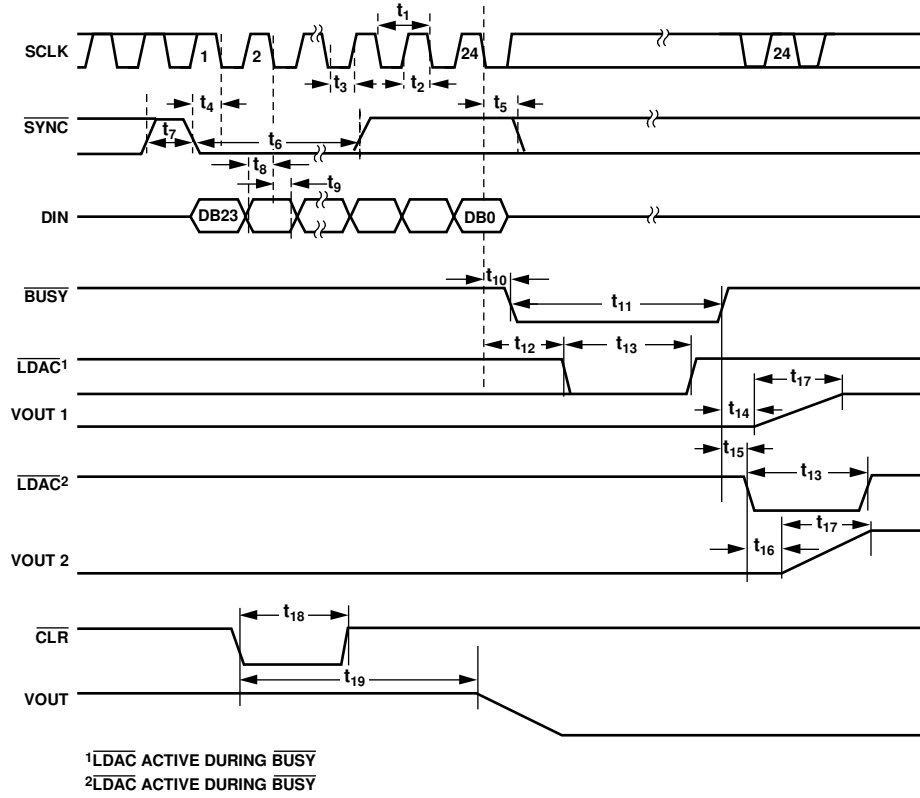 t₁
SCLK
1
2
24
24
t₃
t₂
t₄
t₅
SYNC
t₇
t₆
t₈
t₉
DIN
DB23
DB0
t₁₀
BUSY
t₁₁
t₁₂
t₁₃
LDAC¹
t₁₇
VOUT 1
t₁₄
t₁₅
LDAC²
t₁₃
t₁₇
VOUT 2
t₁₆
t₁₈
CLR
t₁₉
VOUT
¹LDAC ACTIVE DURING BUSY
²LDAC ACTIVE DURING BUSY